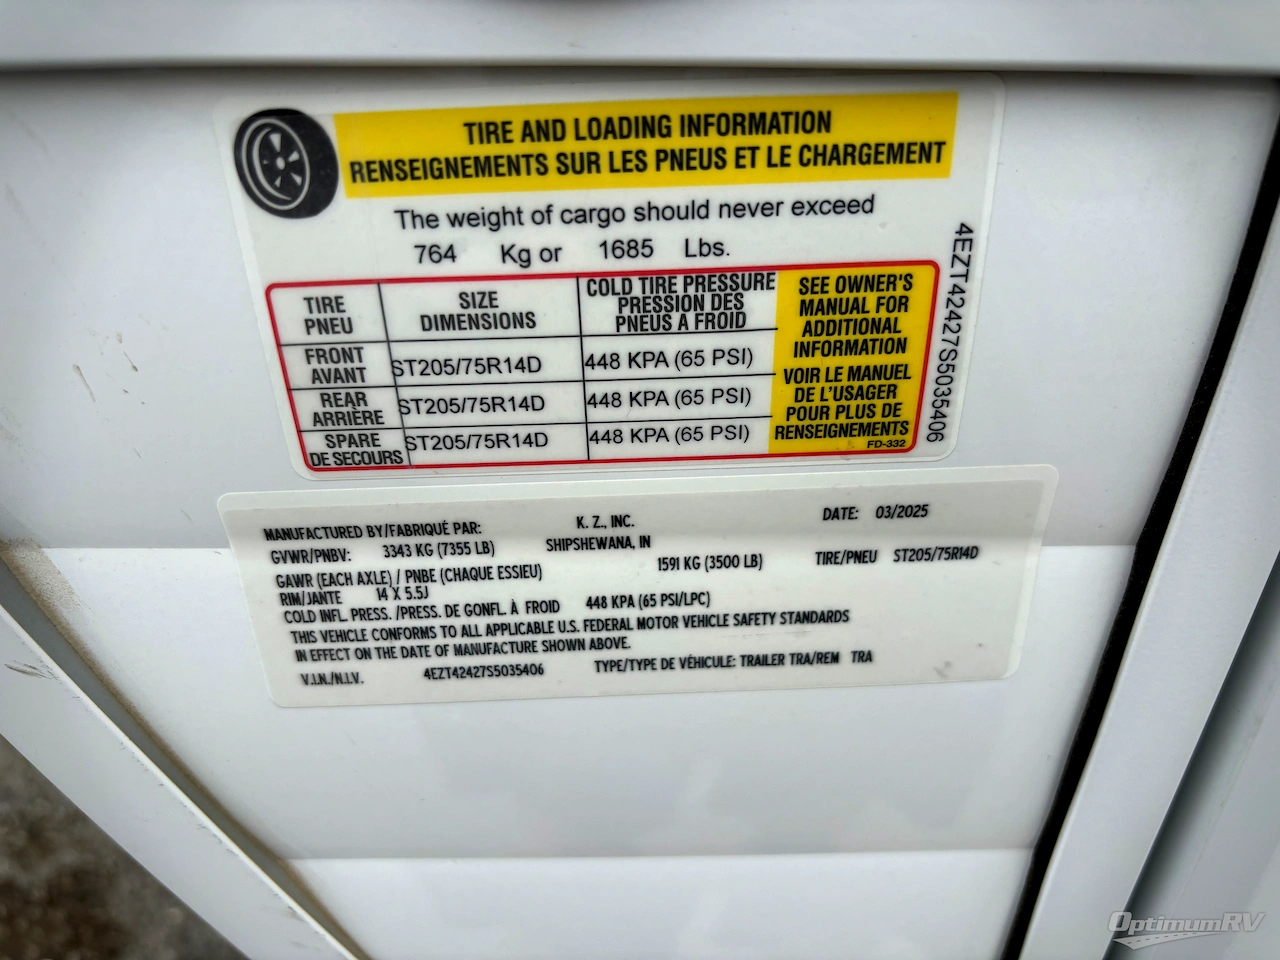 TIRE AND LOADING INFORMATION
RENSEIGNEMENTS SUR LES PNEUS ET LE CHARGEMENT
The weight of cargo should never exceed
764 Kg or 1685 Lbs.
TIRE PNEU SIZE DIMENSIONS COLD TIRE PRESSURE PRESSION DES PNEUS A FROID
FRONT AVANT ST205/75R14D 448 KPA (65 PSI)
REAR ARRIÈRE ST205/75R14D 448 KPA (65 PSI)
SPARE DE SECOURS ST205/75R14D 448 KPA (65 PSI)
SEE OWNER'S
MANUAL FOR
ADDITIONAL
INFORMATION
VOIR LE MANUEL
DE L'USAGER
POUR PLUS DE
RENSEIGNEMENTS
FD-332
4EZT42427S5035406
MANUFACTURED BY/FABRIQUÉ PAR: K. Z., INC. DATE: 03/2025
GVWR/PNBV: 3343 KG (7355 LB) SHIPSHEWANA, IN
GAWR (EACH AXLE) / PNBE (CHAQUE ESSIEU) 1591 KG (3500 LB) TIRE/PNEU ST205/75R14D
RIM/JANTE 14 X 5.5J
COLD INFL. PRESS. /PRESS. DE GONFL. À FROID 448 KPA (65 PSI/LPC)
THIS VEHICLE CONFORMS TO ALL APPLICABLE U.S. FEDERAL MOTOR VEHICLE SAFETY STANDARDS
IN EFFECT ON THE DATE OF MANUFACTURE SHOWN ABOVE.
V.I.N./N.I.V. 4EZT42427S5035406 TYPE/TYPE DE VÉHICULE: TRAILER TRA/REM TRA
OptimumRV